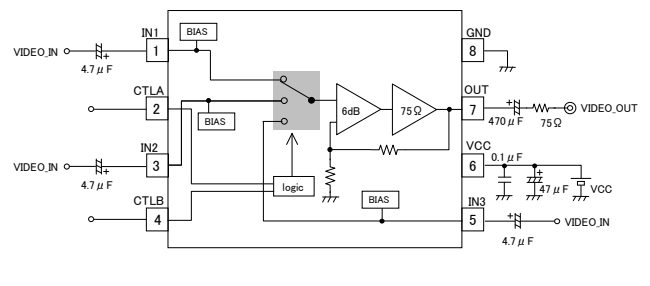 IN1
BIAS
GND
VIDEO_IN
1
8
4.7μF
CTLA
OUT
2
6dB
75Ω
7
VIDEO_OUT
BIAS
470μF
75Ω
IN2
VCC
VIDEO_IN
3
6
0.1μF
4.7μF
logic
47μF
VCC
CTLB
BIAS
IN3
4
5
VIDEO_IN
4.7μF